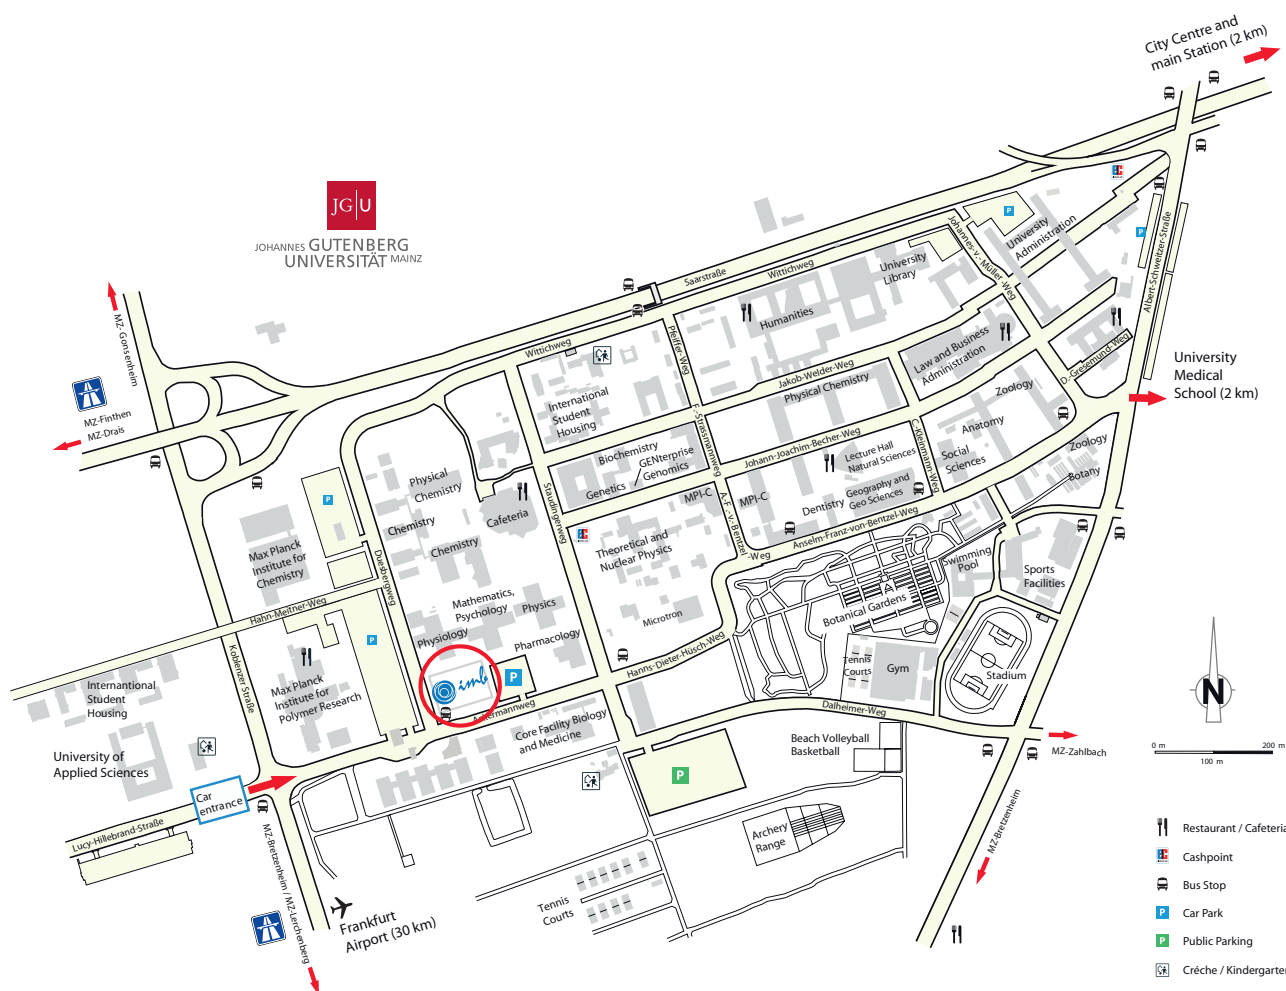 City Centre and
main Station (2 km)
JG|U
JOHANNES GUTENBERG
UNIVERSITÄT MAINZ
MZ- Gonsenheim
MZ-Finthen
MZ-Drais
Saarstraße
Wittichweg
Wittichweg
Johannes-v.-Müller-Weg
University
Administration
Albert-Schweitzer-Straße
University
Library
Humanities
Pfeiffer-Weg
Law and Business
Administration
D.-Gresemund-Weg
University
Medical
School (2 km)
Jakob-Welder-Weg
Physical Chemistry
Zoology
International
Student
Housing
F.-Strassmannweg
Johann-Joachim-Becher-Weg
C.-Kleinmann-Weg
Anatomy
Zoology
Botany
Biochemistry
GENterprise
Genomics
Genetics /
Lecture Hall
Natural Sciences
Social
Sciences
Physical
Chemistry
Cafeteria
Staudingerweg
MPI-C
MPI-C
Dentistry
Geography and
Geo Sciences
A.-F.-v.-Bentzel
-Weg
Anselm-Franz-von-Bentzel-Weg
Chemistry
Chemistry
Duesbergweg
Max Planck
Institute for
Chemistry
Theoretical and
Nuclear Physics
Swimming
Pool
Sports
Facilities
Hahn-Meitner-Weg
Mathematics,
Psychology
Physics
Microtron
Botanical Gardens
Physiology
Pharmacology
Koblenzer Straße
Hanns-Dieter-Hüsch-Weg
Tennis
Courts
Gym
Stadium
imb
P
P
P
P
P
P
N
Interrantional
Student
Housing
Max Planck
Institute for
Polymer Research
Ackermannweg
Core Facility Biology
and Medicine
Dalheimer-Weg
Beach Volleyball
Basketball
MZ-Zahlbach
0 m
200 m
100 m
University of
Applied Sciences
Car
entrance
Lucy-Hillebrand-Straße
MZ-Bretzenheim / MZ-Lerchenberg
Archery
Range
MZ-Bretzenheim
Tennis
Courts
Frankfurt
Airport (30 km)
Restaurant / Cafeteria
Cashpoint
Bus Stop
P Car Park
P Public Parking
Créche / Kindergarten